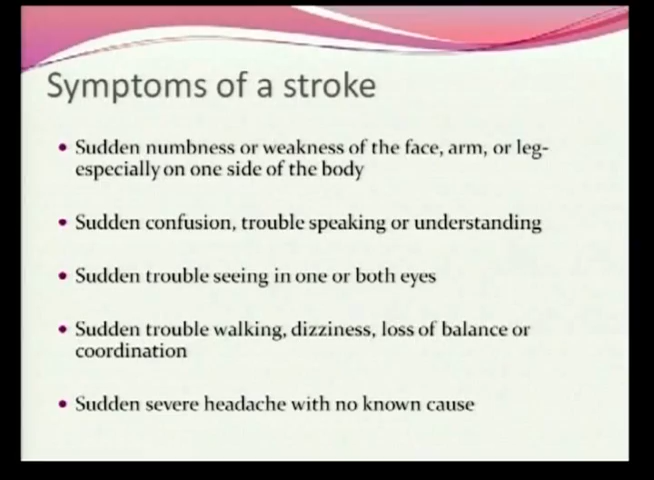 Symptoms of a stroke
• Sudden numbness or weakness of the face, arm, or leg-
especially on one side of the body
• Sudden confusion, trouble speaking or understanding
• Sudden trouble seeing in one or both eyes
• Sudden trouble walking, dizziness, loss of balance or
coordination
• Sudden severe headache with no known cause